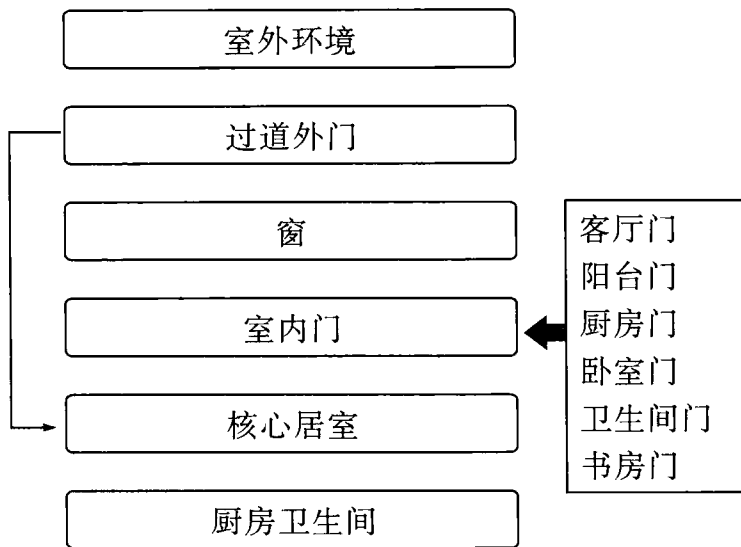 室外环境
过道外门
窗
室内门
核心居室
厨房卫生间
客厅门
阳台门
厨房门
卧室门
卫生间门
书房门